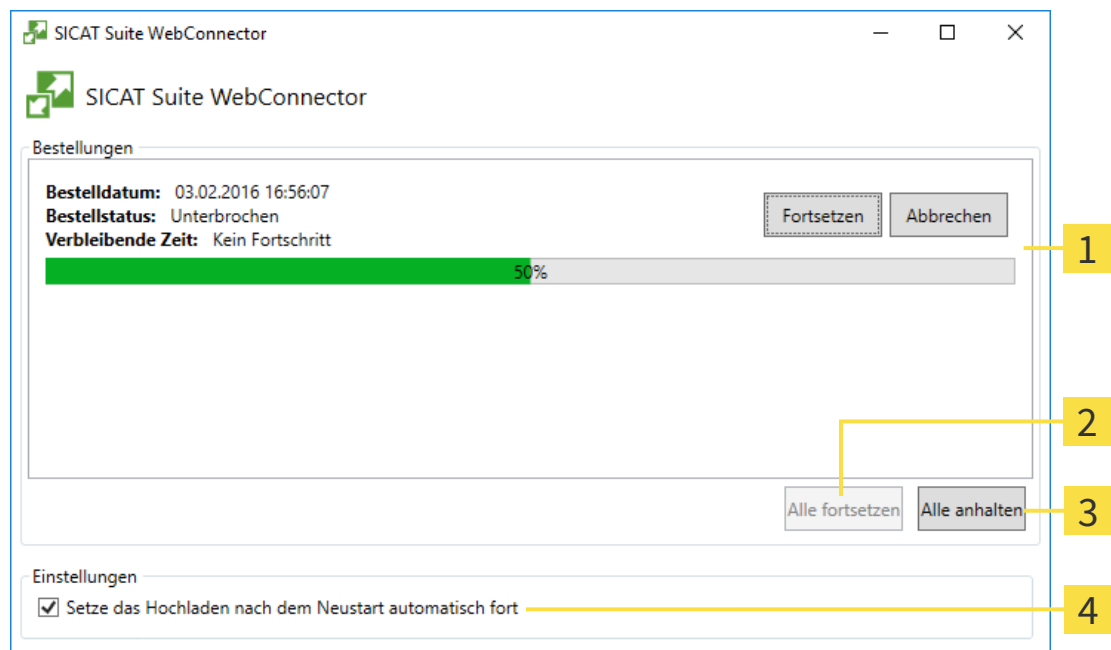 SICAT Suite WebConnector
SICAT Suite WebConnector
Bestellungen
Bestelldatum: 03.02.2016 16:56:07
Bestellstatus: Unterbrochen
Verbleibende Zeit: Kein Fortschritt
Fortsetzen
Abbrechen
1
50%
2
Alle fortsetzen
Alle anhalten
3
Einstellungen
Setze das Hochladen nach dem Neustart automatisch fort
4